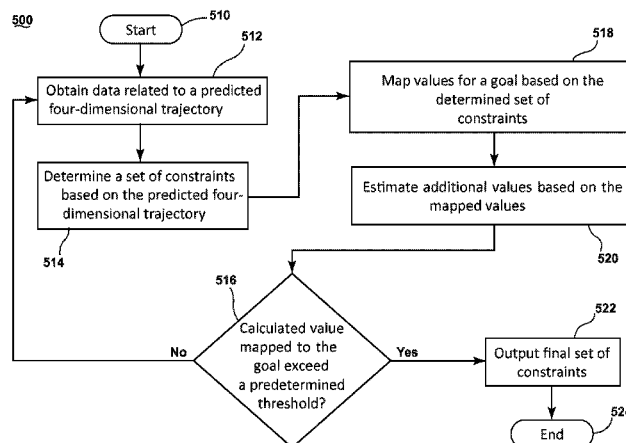 500
Start
510
512
Obtain data related to a predicted
four-dimensional trajectory
Determine a set of constraints
based on the predicted four-
dimensional trajectory
514
518
Map values for a goal based on the
determined set of
constraints
Estimate additional values based on the
mapped values
520
516
Calculated value
mapped to the
goal exceed
a predetermined
threshold?
No
Yes
522
Output final set of
constraints
End
524